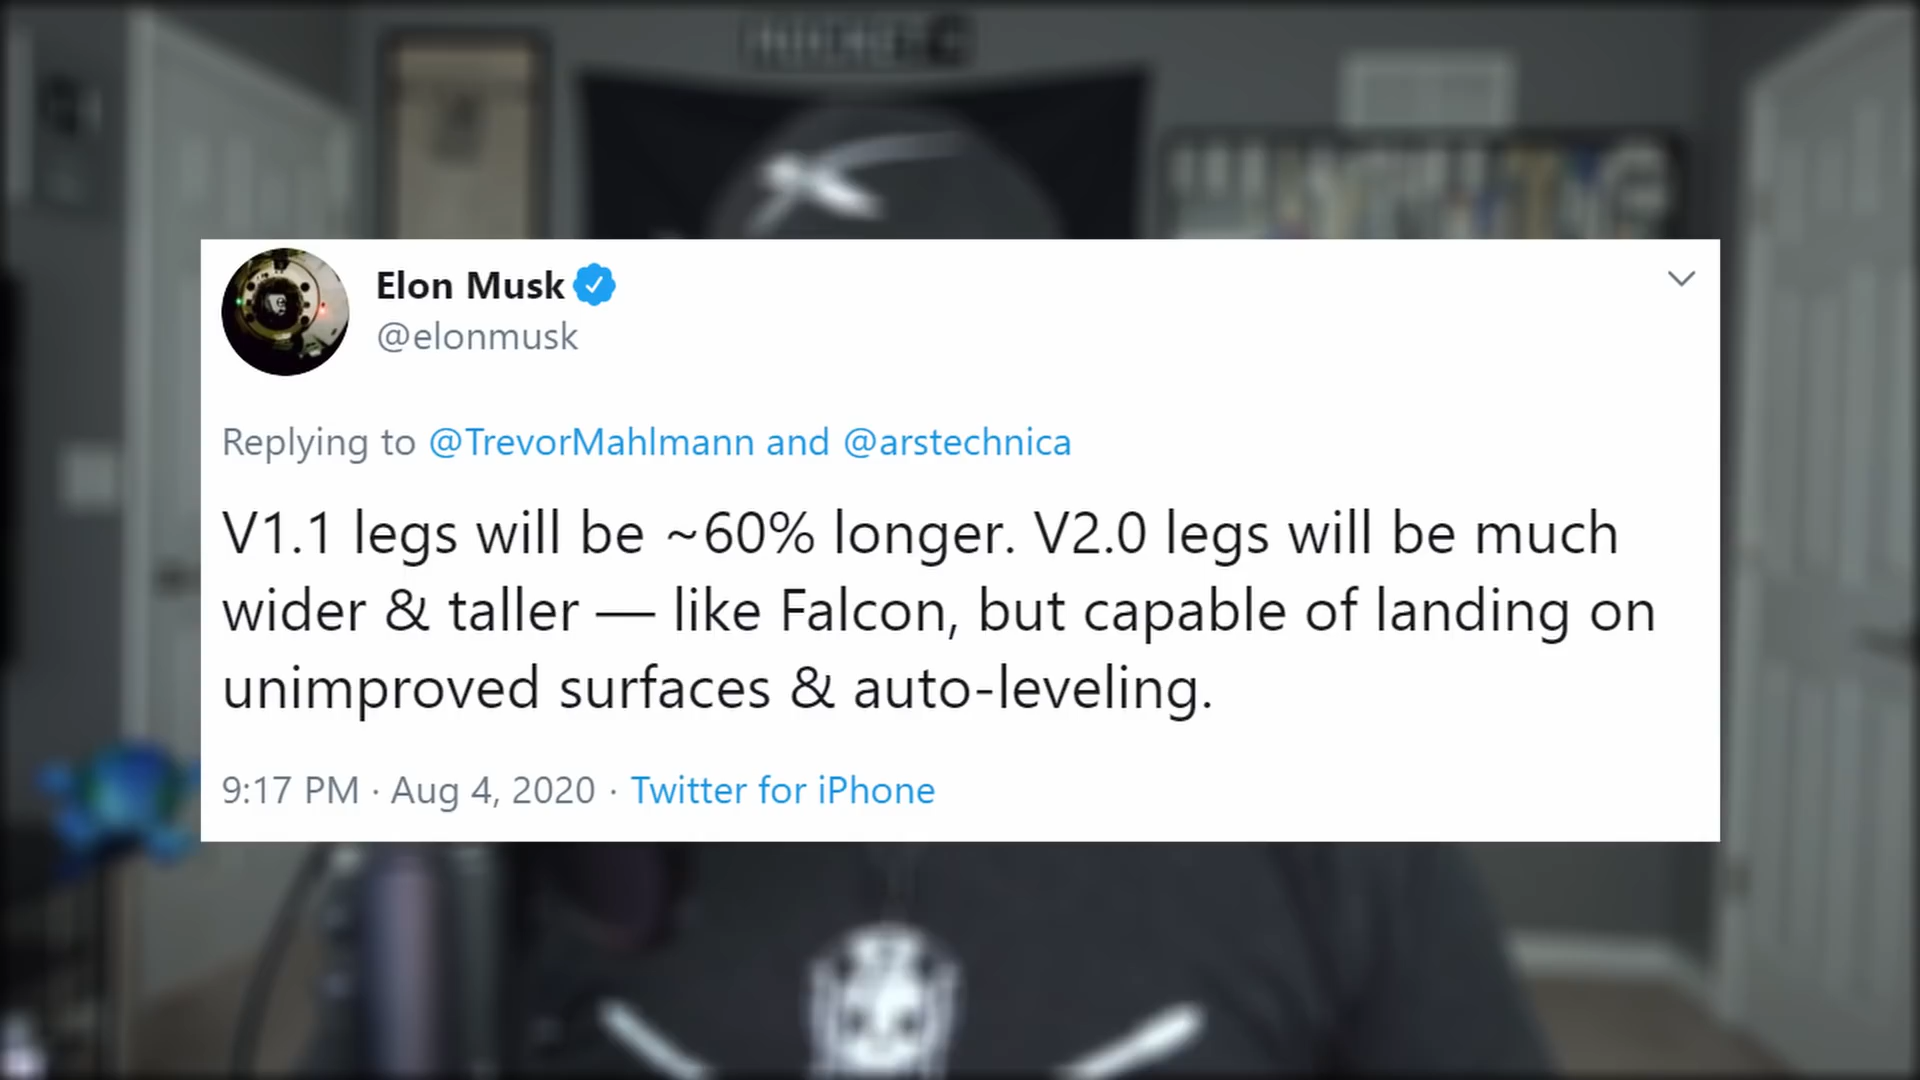 Elon Musk
@elonmusk
Replying to @TrevorMahlmann and @arstechnica
V1.1 legs will be ~60% longer. V2.0 legs will be much
wider & taller — like Falcon, but capable of landing on
unimproved surfaces & auto-leveling.
9:17 PM · Aug 4, 2020 · Twitter for iPhone